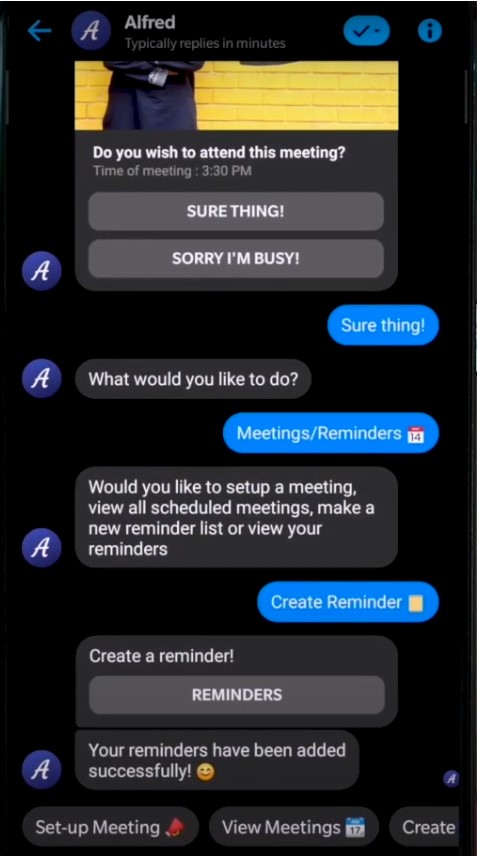 Alfred
Typically replies in minutes
Do you wish to attend this meeting?
Time of meeting : 3:30 PM
SURE THING!
SORRY I'M BUSY!
A
Sure thing!
A
What would you like to do?
Meetings/Reminders 📅
Would you like to setup a meeting,
view all scheduled meetings, make a
new reminder list or view your
reminders
A
Create Reminder
Create a reminder!
REMINDERS
Your reminders have been added
successfully! 😊
A
Set-up Meeting
View Meetings 📅
Create